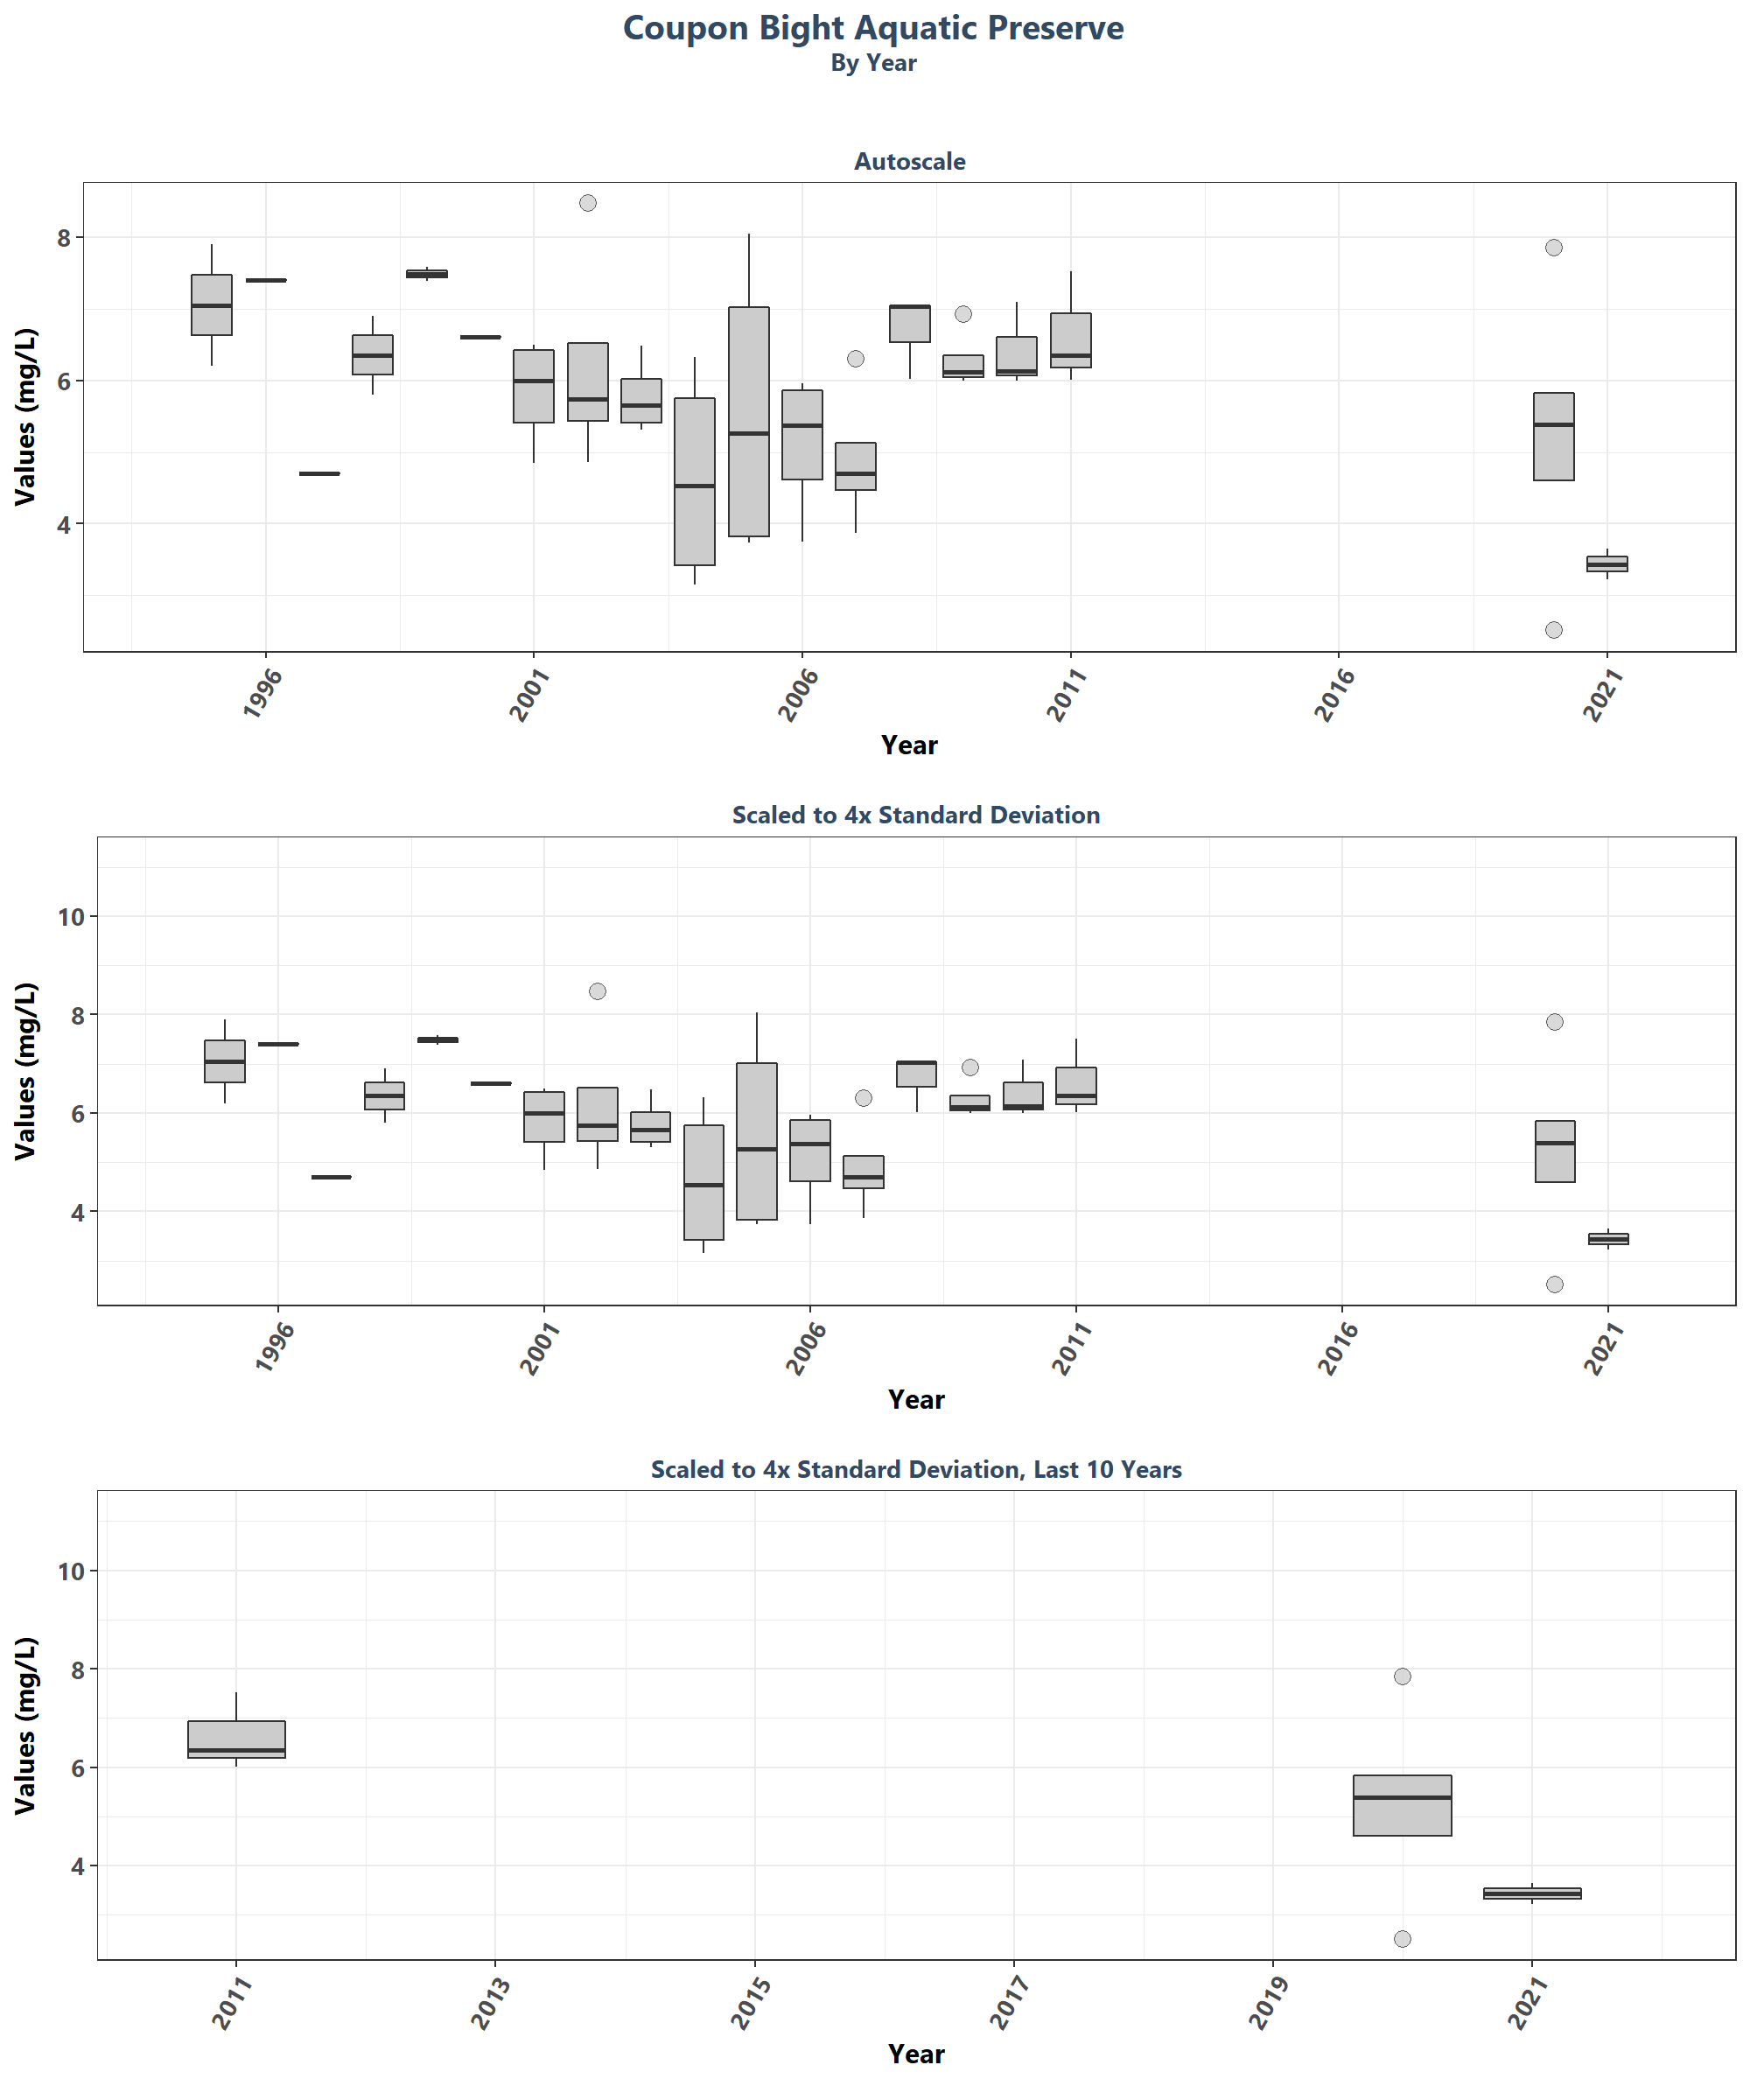 Coupon Bight Aquatic Preserve
By Year
Autoscale
Values (mg/L)
8
6
4
1996 2001 2006 2011 2016 2021
Year
Scaled to 4x Standard Deviation
Values (mg/L)
10
8
6
4
1996 2001 2006 2011 2016 2021
Year
Scaled to 4x Standard Deviation, Last 10 Years
Values (mg/L)
10
8
6
4
2011 2013 2015 2017 2019 2021
Year